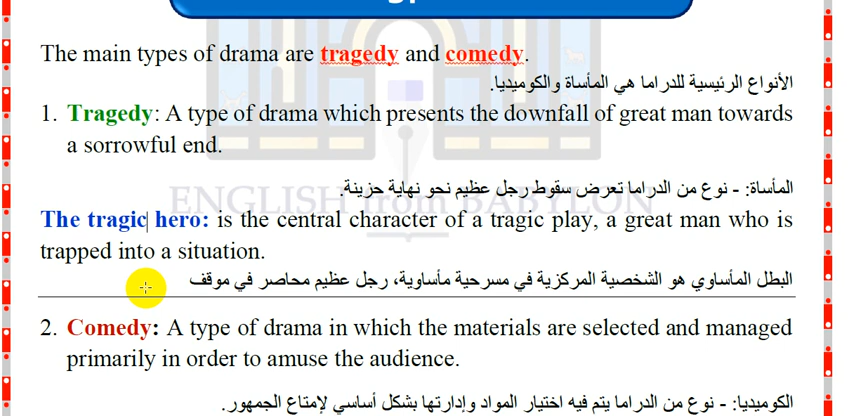 The main types of drama are tragedy and comedy.
الأنواع الرئيسية للدراما هي المأساة والكوميديا.
1. Tragedy: A type of drama which presents the downfall of great man towards
a sorrowful end.
المأساة: - نوع من الدراما تعرض سقوط رجل عظيم نحو نهاية حزينة.
ENGLISH from BABYLON
The tragic hero: is the central character of a tragic play, a great man who is
trapped into a situation.
البطل المأساوي هو الشخصية المركزية في مسرحية مأساوية، رجل عظيم محاصر في موقف
2. Comedy: A type of drama in which the materials are selected and managed
primarily in order to amuse the audience.
الكوميديا: - نوع من الدراما يتم فيه اختيار المواد وإدارتها بشكل أساسي لإمتاع الجمهور.